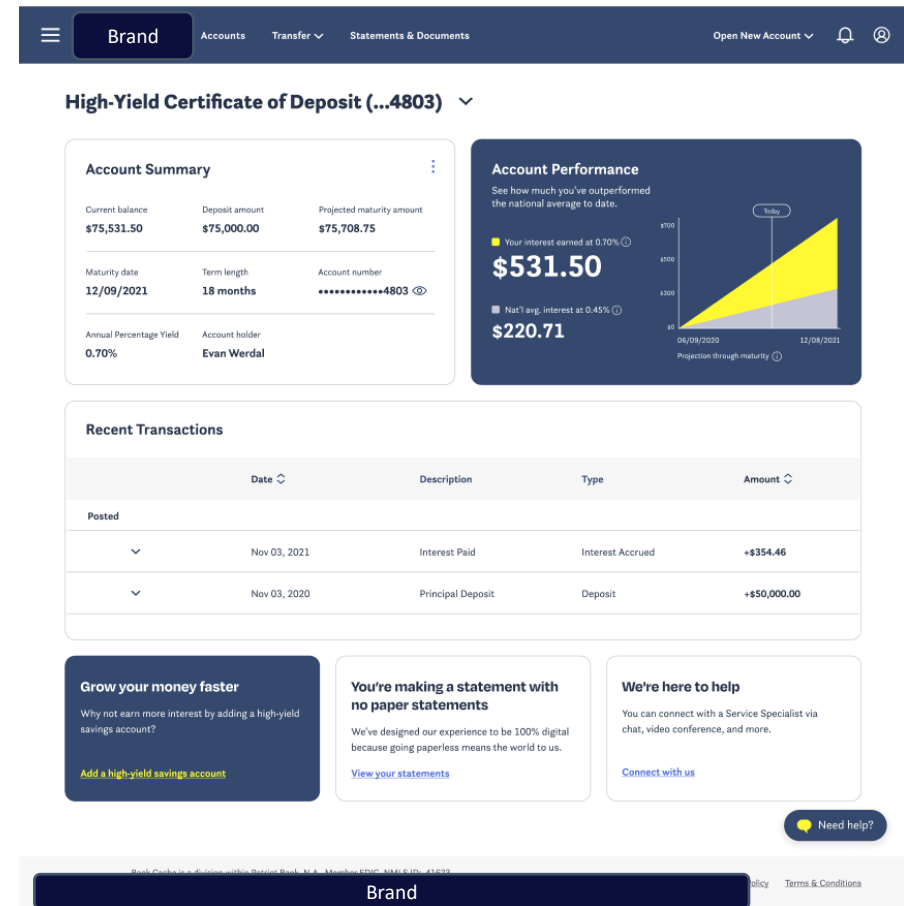 Brand
Accounts Transfer Statements & Documents Open New Account
High-Yield Certificate of Deposit (...4803)
Account Summary
Current balance Deposit amount Projected maturity amount
$75,531.50 $75,000.00 $75,708.75
Maturity date Term length Account number
12/09/2021 18 months ••••••••••••4803
Annual Percentage Yield Account holder
0.70% Evan Werdal
Account Performance
See how much you've outperformed
the national average to date.
Your interest earned at 0.70%
$531.50
Nat'l avg. interest at 0.45%
$220.71
Today
$700
$500
$300
$0
06/09/2020 12/08/2021
Projection through maturity
Recent Transactions
Date Description Type Amount
Posted
Nov 03, 2021 Interest Paid Interest Accrued +$354.46
Nov 03, 2020 Principal Deposit Deposit +$50,000.00
Grow your money faster
Why not earn more interest by adding a high-yield
savings account?
Add a high-yield savings account
You're making a statement with
no paper statements
We've designed our experience to be 100% digital
because going paperless means the world to us.
View your statements
We're here to help
You can connect with a Service Specialist via
chat, video conference, and more.
Connect with us
Need help?
Brand
Terms & Conditions